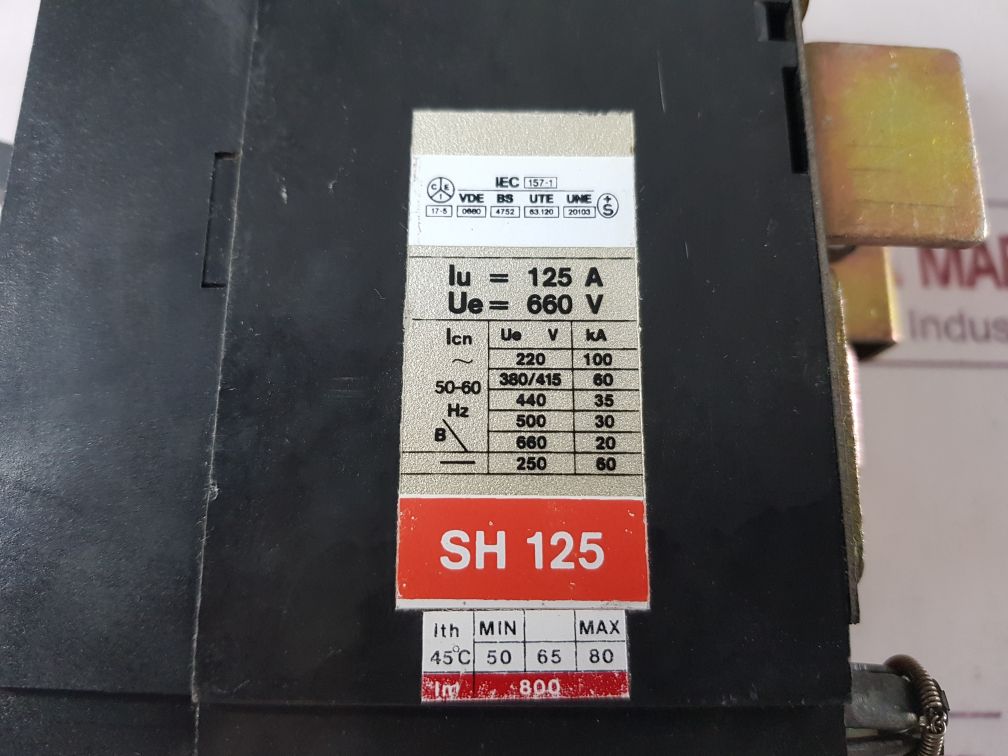 C E I
IEC 157-1
VDE BS UTE UNE
17-5 0660 4752 63.120 20103 +S
Iu = 125 A
Ue = 660 V
Icn Ue V kA
~ 220 100
50-60 380/415 60
Hz 440 35
500 30
B 660 20
— 250 60
SH 125
Ith MIN MAX
45°C 50 65 80
Im 800
MAR
Indus